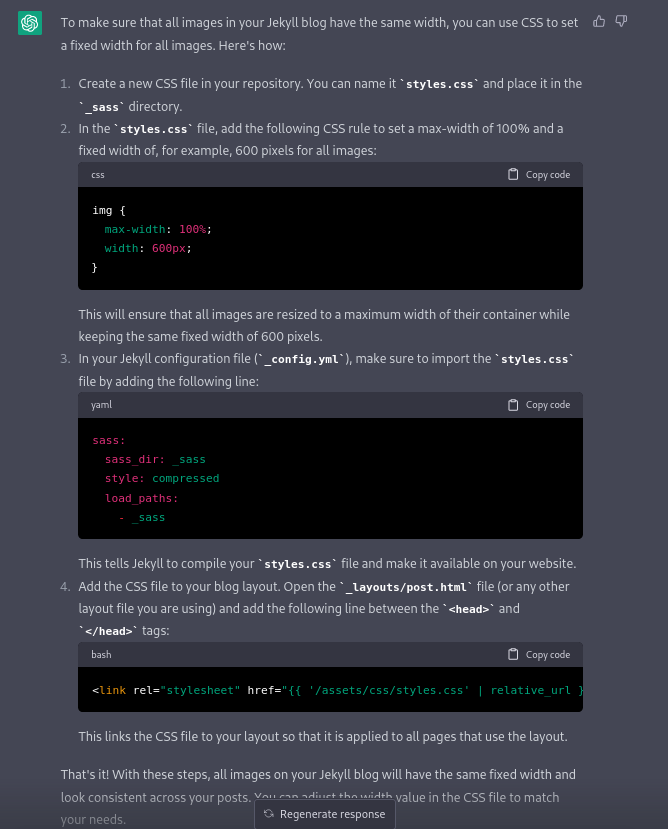 To make sure that all images in your Jekyll blog have the same width, you can use CSS to set
a fixed width for all images. Here's how:
1. Create a new CSS file in your repository. You can name it `styles.css` and place it in the
`_sass` directory.
2. In the `styles.css` file, add the following CSS rule to set a max-width of 100% and a
fixed width of, for example, 600 pixels for all images:
css Copy code
img {
  max-width: 100%;
  width: 600px;
}
This will ensure that all images are resized to a maximum width of their container while
keeping the same fixed width of 600 pixels.
3. In your Jekyll configuration file (`_config.yml`), make sure to import the `styles.css`
file by adding the following line:
yaml Copy code
sass:
  sass_dir: _sass
  style: compressed
  load_paths:
    - _sass
This tells Jekyll to compile your `styles.css` file and make it available on your website.
4. Add the CSS file to your blog layout. Open the `_layouts/post.html` file (or any other
layout file you are using) and add the following line between the `<head>` and
`</head>` tags:
bash Copy code
<link rel="stylesheet" href="{{ '/assets/css/styles.css' | relative_url }
This links the CSS file to your layout so that it is applied to all pages that use the layout.
That's it! With these steps, all images on your Jekyll blog will have the same fixed width and
look consistent across your posts. You can adjust the width value in the CSS file to match
your needs.
Regenerate response